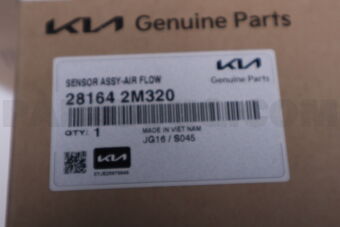 KIA Genuine Parts
SENSOR ASSY-AIR FLOW
KIA
Genuine Parts
28164 2M320
QTY: 1
MADE IN VIET NAM
JG16 / S045
KIA